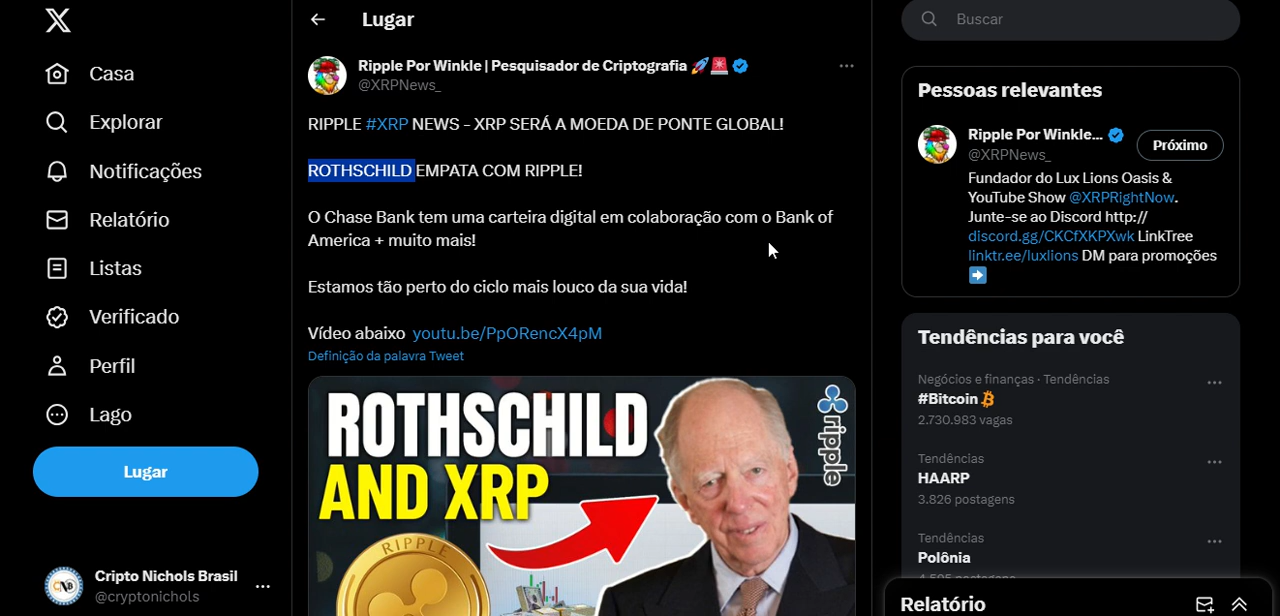 Casa
Explorar
Notificações
Relatório
Listas
Verificado
Perfil
Lago
Lugar
Cripto Nichols Brasil
@cryptonichols
Lugar
Ripple Por Winkle | Pesquisador de Criptografia
@XRPNews_
RIPPLE #XRP NEWS - XRP SERÁ A MOEDA DE PONTE GLOBAL!
ROTHSCHILD EMPATA COM RIPPLE!
O Chase Bank tem uma carteira digital em colaboração com o Bank of
America + muito mais!
Estamos tão perto do ciclo mais louco da sua vida!
Vídeo abaixo youtu.be/PpORencX4pM
Definição da palavra Tweet
ROTHSCHILD
AND XRP
ripple
RIPPLE
Buscar
Pessoas relevantes
Ripple Por Winkle...
@XRPNews_
Próximo
Fundador do Lux Lions Oasis &
YouTube Show @XRPRightNow.
Junte-se ao Discord http://
discord.gg/CKCfXKPXwk LinkTree
linktr.ee/luxlions DM para promoções
Tendências para você
Negócios e finanças · Tendências
#Bitcoin
2.730.983 vagas
Tendências
HAARP
3.826 postagens
Tendências
Polônia
Relatório